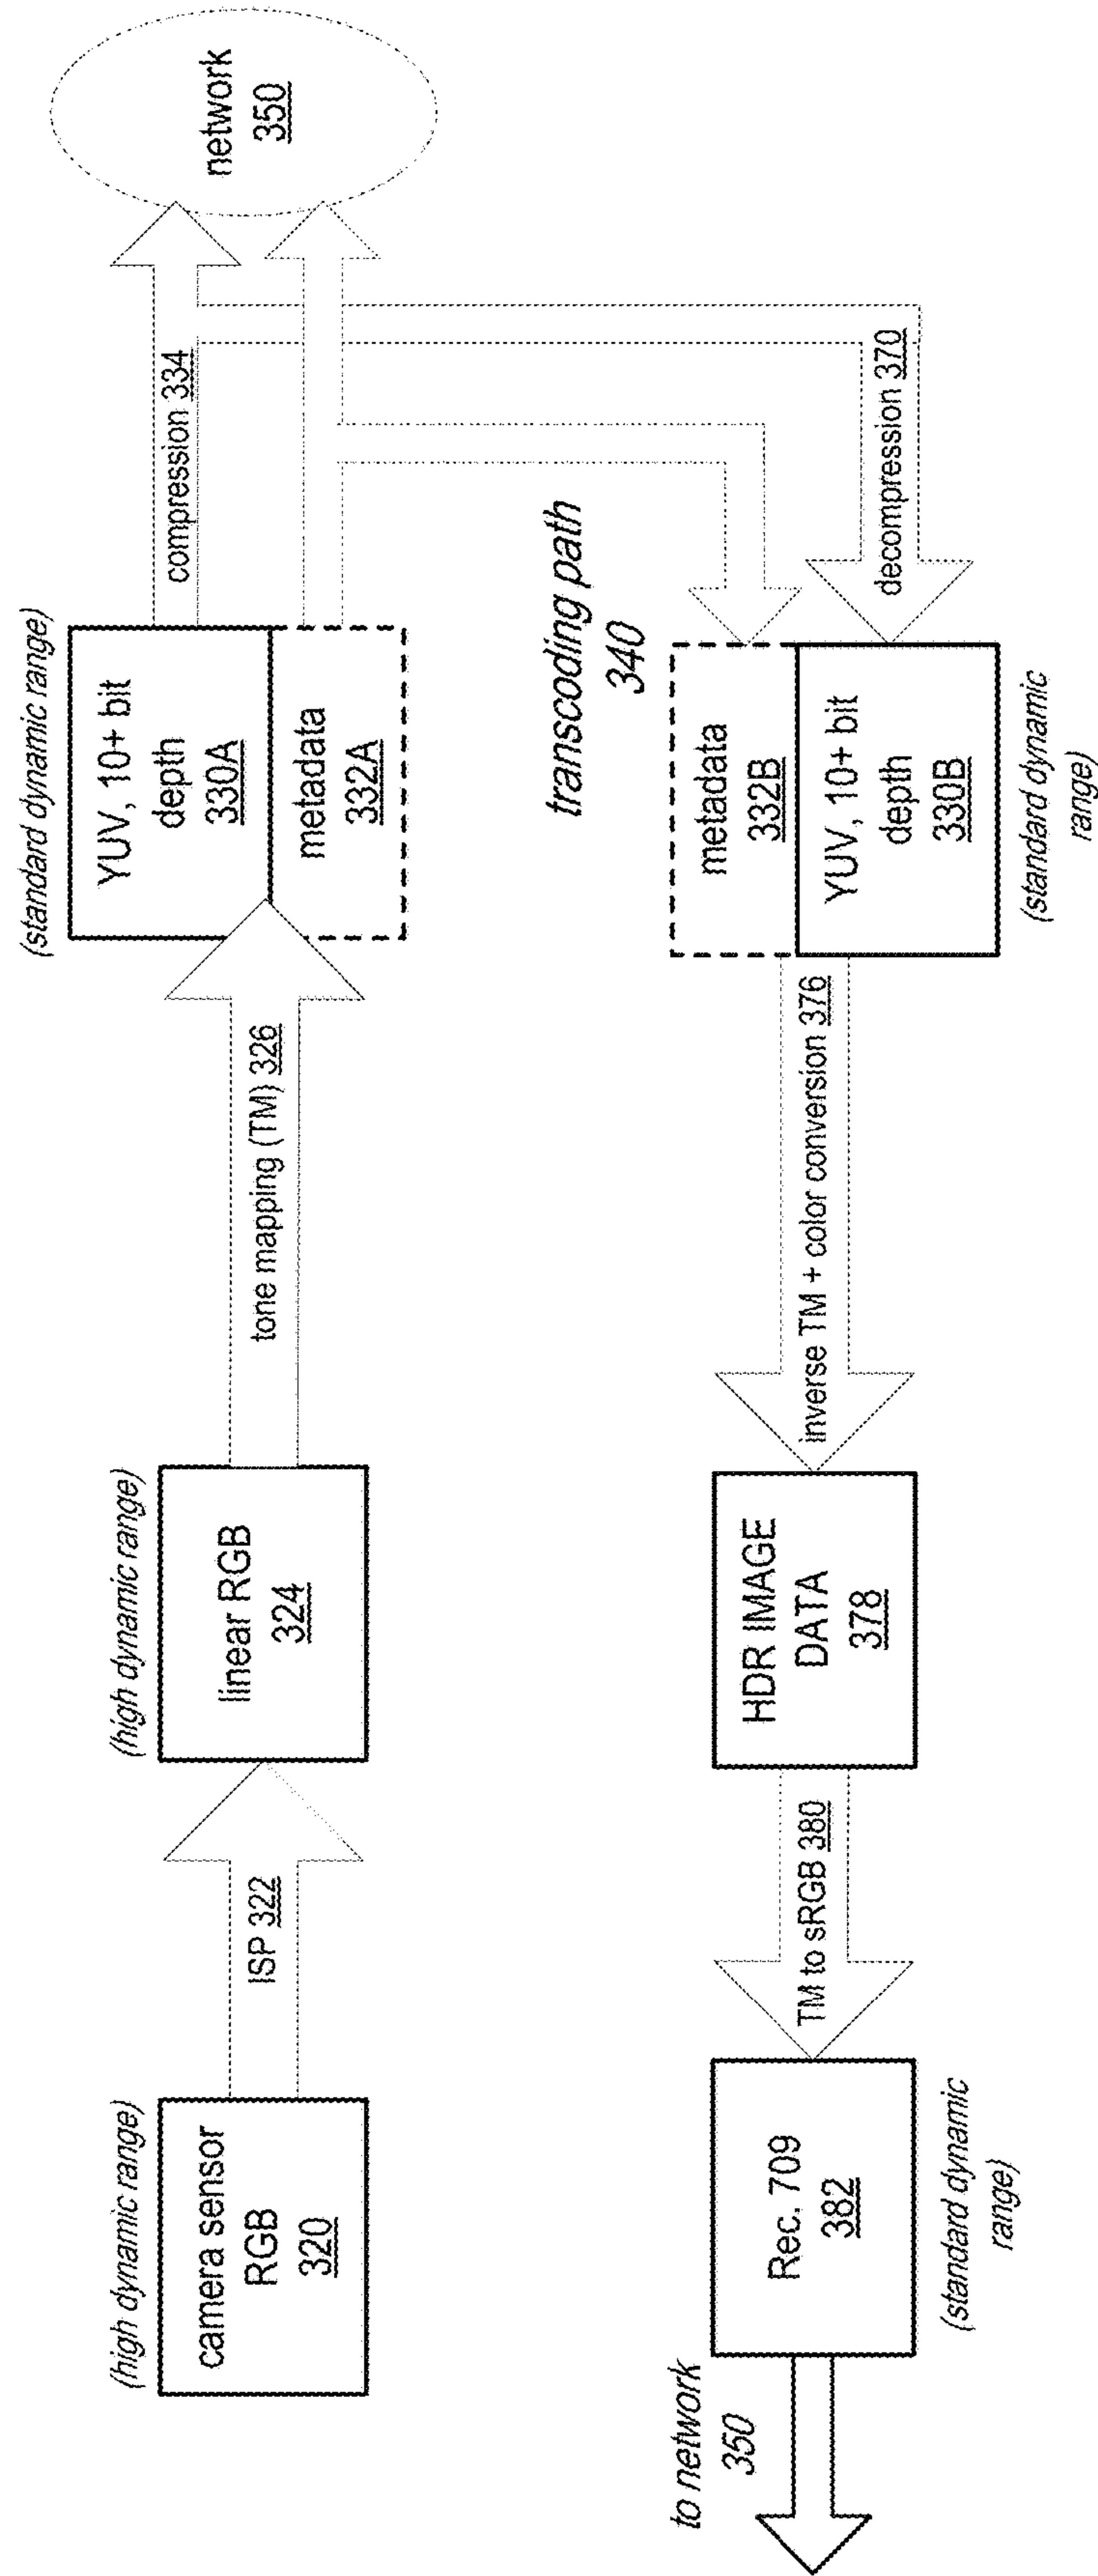 (high dynamic range)
camera sensor
RGB
320
ISP 322
(high dynamic range)
linear RGB
324
tone mapping (TM) 326
(standard dynamic range)
YUV, 10+ bit
depth
330A
metadata
332A
compression 334
network
350
transcoding path
340
metadata
332B
YUV, 10+ bit
depth
330B
(standard dynamic
range)
decompression 370
inverse TM + color conversion 376
HDR IMAGE
DATA
378
TM to sRGB 380
Rec. 709
382
(standard dynamic
range)
to network
350